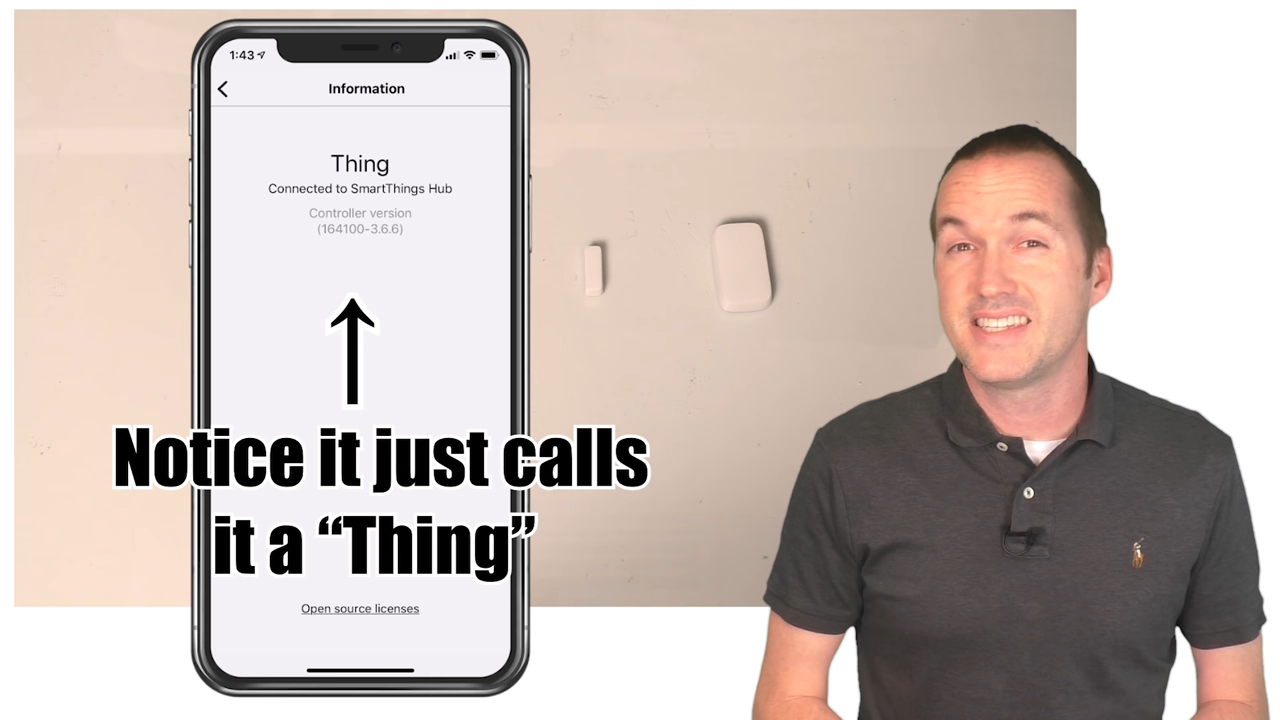 1:43
Information
Thing
Connected to SmartThings Hub
Controller version
(164100-3.6.6)
Notice it just calls
it a “Thing”
Open source licenses